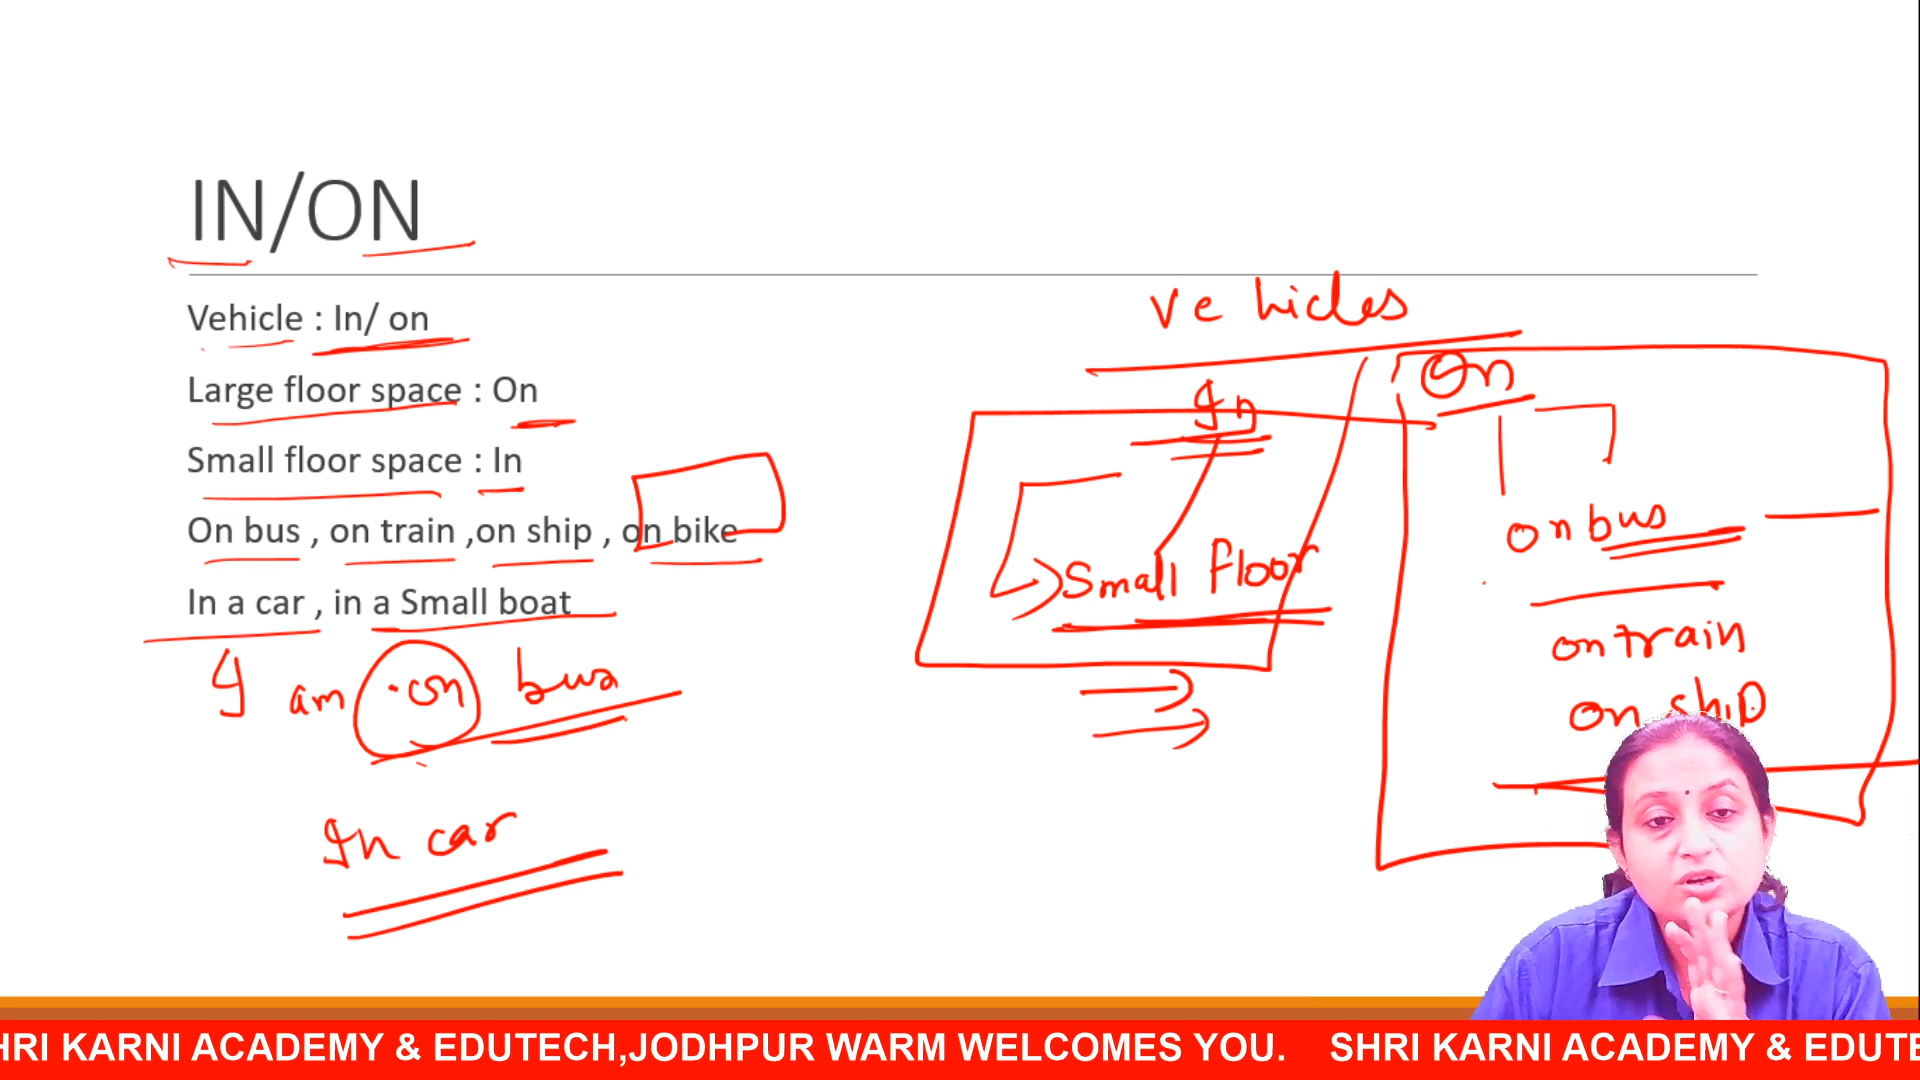 IN/ON
Vehicle : In/ on
Large floor space : On
Small floor space : In
On bus , on train ,on ship , on bike
In a car , in a Small boat
I am on bus
In car
Vehicles
In
Small Floor
On
on bus
on train
on ship
HRI KARNI ACADEMY & EDUTECH,JODHPUR WARM WELCOMES YOU. SHRI KARNI ACADEMY & EDUTE